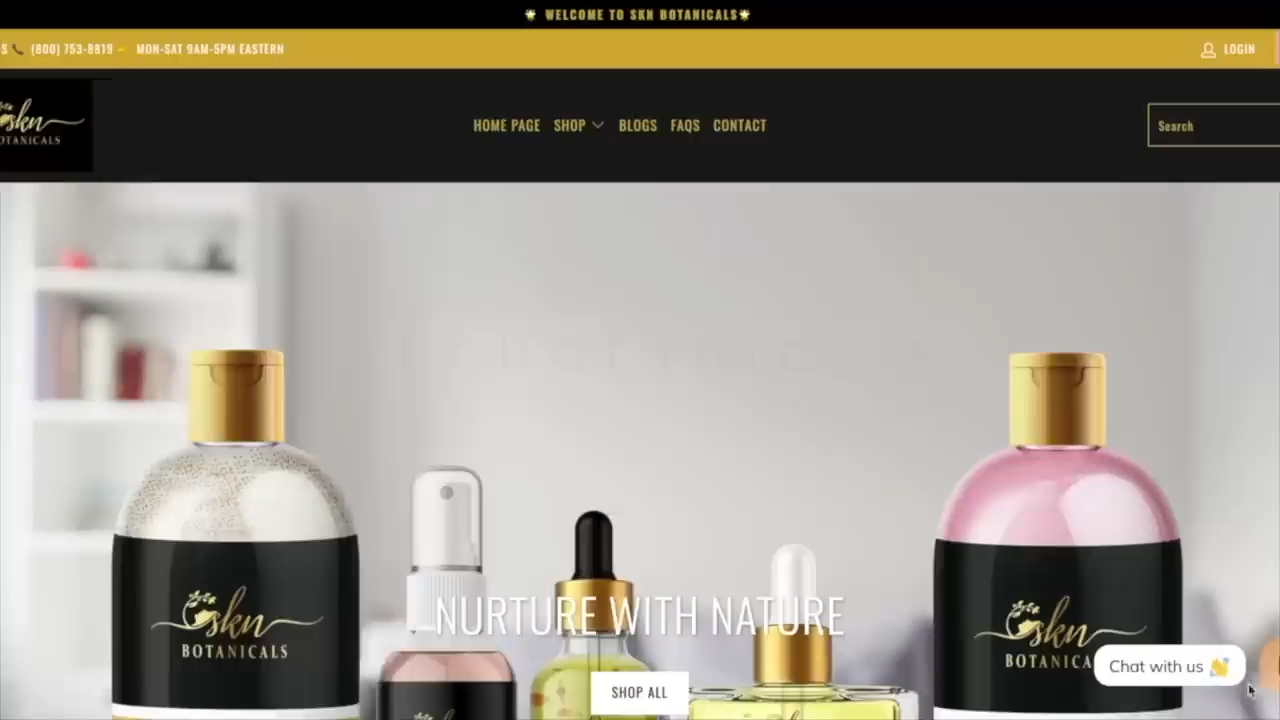 🌟 WELCOME TO SKN BOTANICALS🌟
S 📞 (800) 753-8819 MON-SAT 9AM-5PM EASTERN
LOGIN
skn
BOTANICALS
HOME PAGE SHOP BLOGS FAQS CONTACT
Search
skn
BOTANICALS
skn
NURTURE WITH NATURE
SHOP ALL
Chat with us 👋